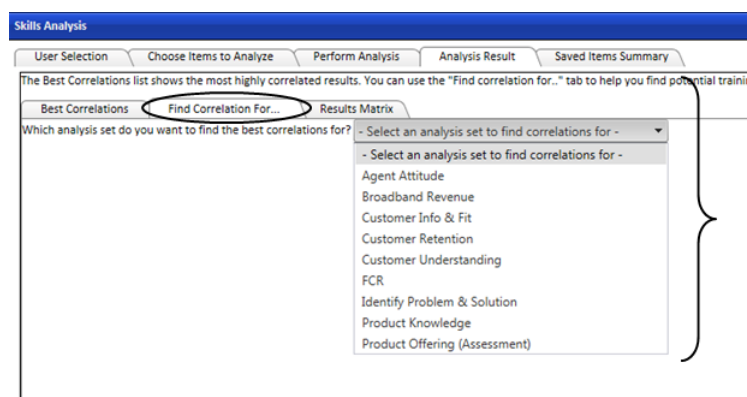 Skills Analysis
User Selection Choose Items to Analyze Perform Analysis Analysis Result Saved Items Summary
The Best Correlations list shows the most highly correlated results. You can use the "Find correlation for.." tab to help you find potential traini
Best Correlations Find Correlation For... Results Matrix
Which analysis set do you want to find the best correlations for? - Select an analysis set to find correlations for -
- Select an analysis set to find correlations for -
Agent Attitude
Broadband Revenue
Customer Info & Fit
Customer Retention
Customer Understanding
FCR
Identify Problem & Solution
Product Knowledge
Product Offering (Assessment)